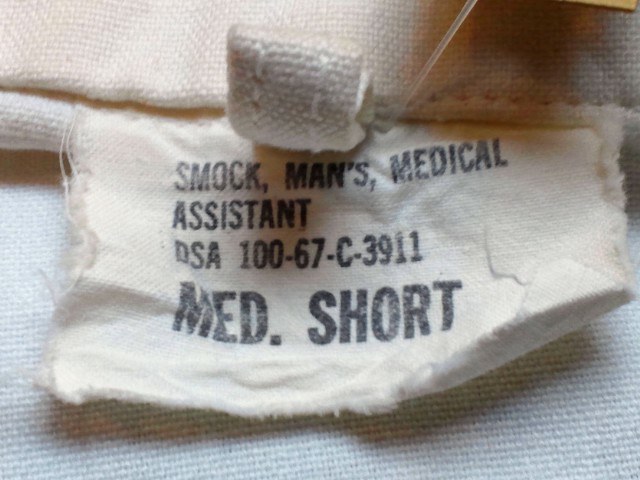 SMOCK, MAN'S, MEDICAL
ASSISTANT
DSA 100-67-C-3911
MED. SHORT